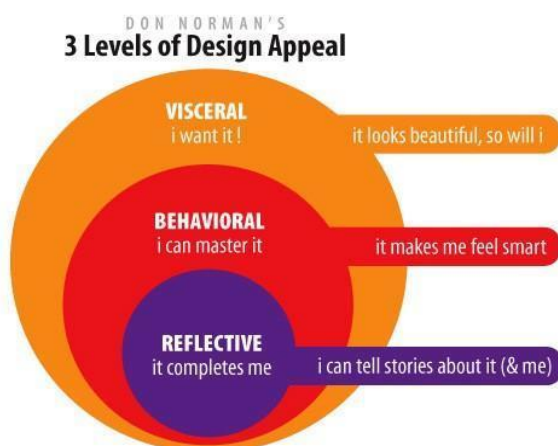 DON NORMAN'S
3 Levels of Design Appeal
VISCERAL
i want it !
it looks beautiful, so will i
BEHAVIORAL
i can master it
it makes me feel smart
REFLECTIVE
it completes me
i can tell stories about it (& me)